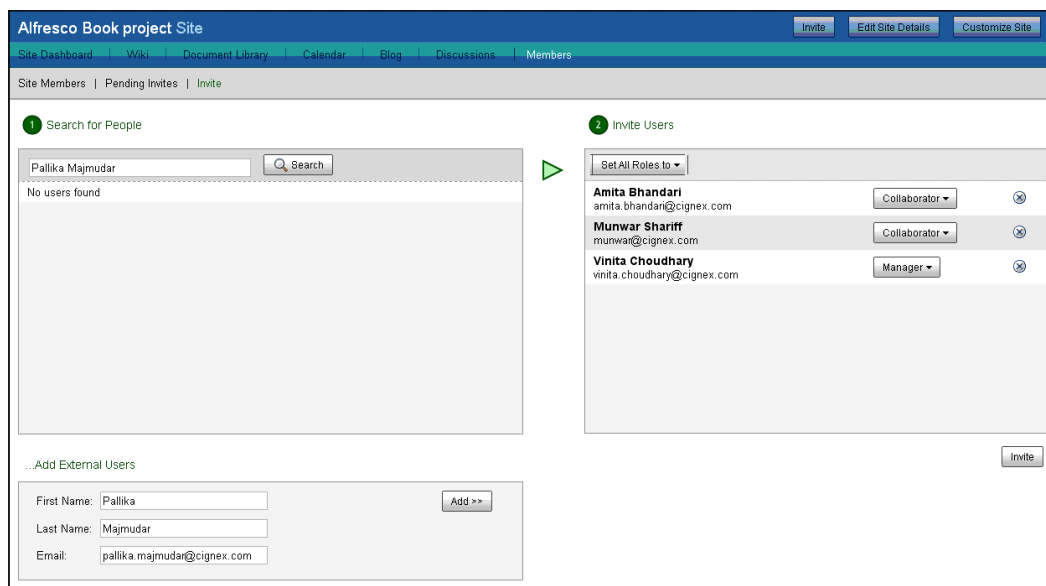 Alfresco Book project Site Invite Edit Site Details Customize Site
Site Dashboard Wiki Document Library Calendar Blog Discussions Members
Site Members | Pending Invites | Invite
1 Search for People
Pallika Majmudar Search
No users found
...Add External Users
First Name: Pallika Add >>
Last Name: Majmudar
Email: pallika.majmudar@cignex.com
2 Invite Users
Set All Roles to
Amita Bhandari
amita.bhandari@cignex.com Collaborator
Munwar Shariff
munwar@cignex.com Collaborator
Vinita Choudhary
vinita.choudhary@cignex.com Manager
Invite